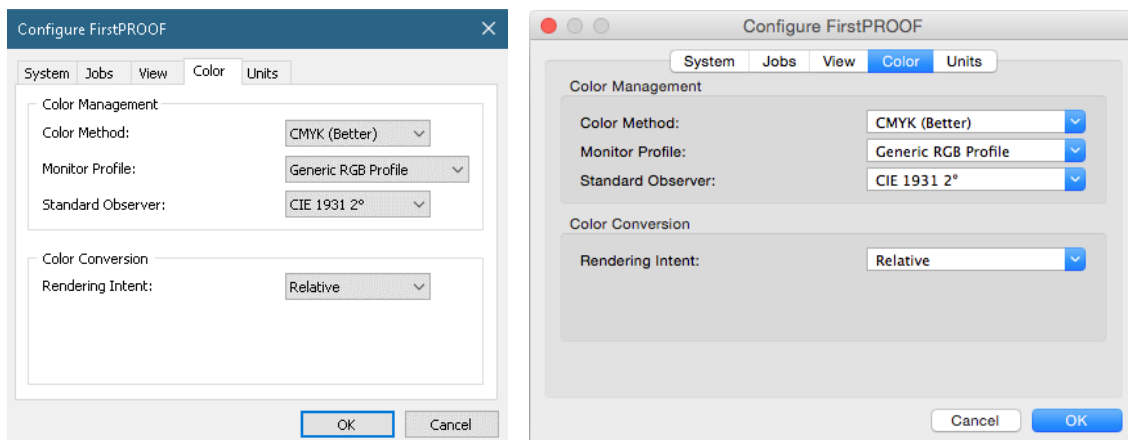 Configure FirstPROOF
System Jobs View Color Units
Color Management
Color Method: CMYK (Better)
Monitor Profile: Generic RGB Profile
Standard Observer: CIE 1931 2°
Color Conversion
Rendering Intent: Relative
OK Cancel
Configure FirstPROOF
System Jobs View Color Units
Color Management
Color Method: CMYK (Better)
Monitor Profile: Generic RGB Profile
Standard Observer: CIE 1931 2°
Color Conversion
Rendering Intent: Relative
Cancel OK